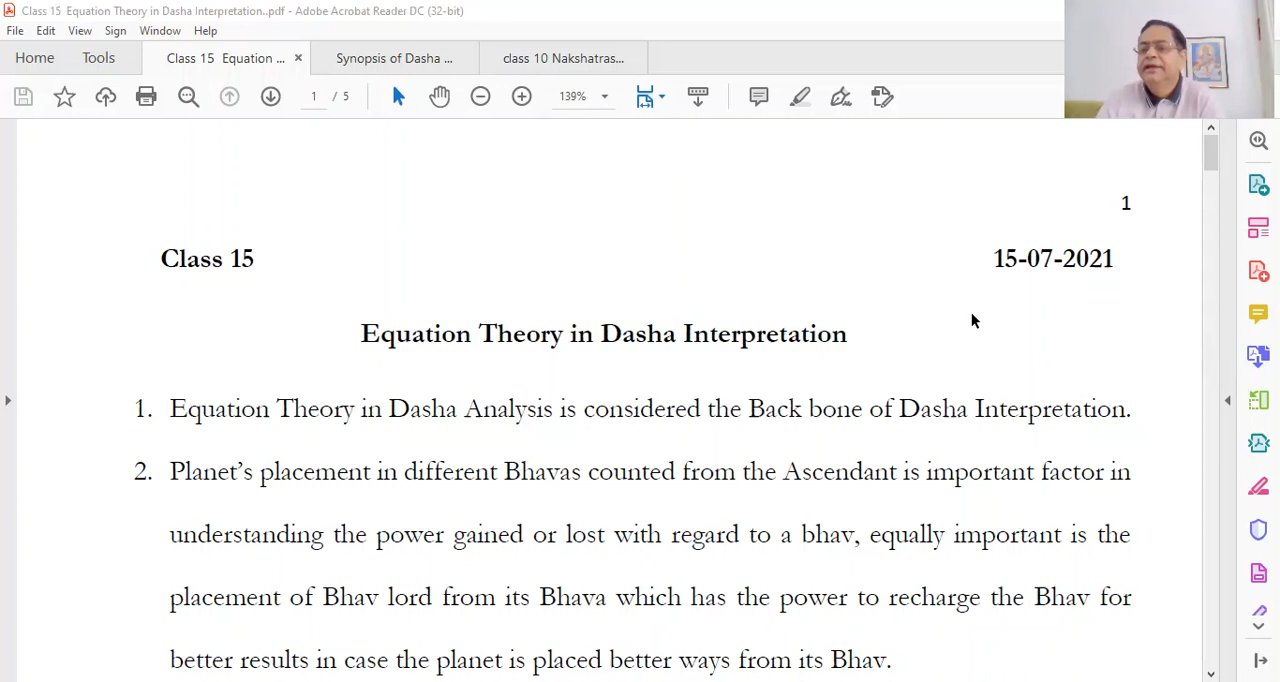 Class 15 Equation Theory in Dasha Interpretation..pdf - Adobe Acrobat Reader DC (32-bit)
File Edit View Sign Window Help
Home Tools Class 15 Equation ... × Synopsis of Dasha ... class 10 Nakshatras...
1 / 5 139%
1
Class 15 15-07-2021
Equation Theory in Dasha Interpretation
1. Equation Theory in Dasha Analysis is considered the Back bone of Dasha Interpretation.
2. Planet's placement in different Bhavas counted from the Ascendant is important factor in
understanding the power gained or lost with regard to a bhav, equally important is the
placement of Bhav lord from its Bhava which has the power to recharge the Bhav for
better results in case the planet is placed better ways from its Bhav.